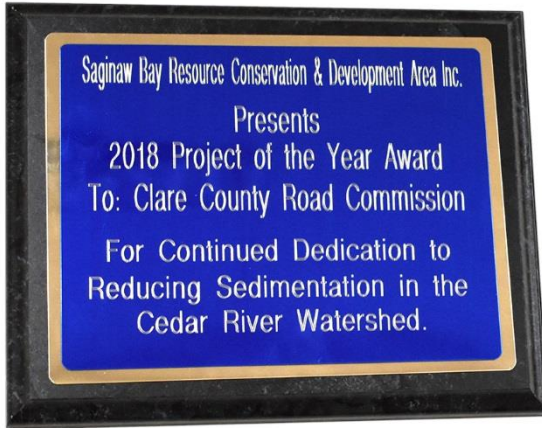 Saginaw Bay Resource Conservation & Development Area Inc.
Presents
2018 Project of the Year Award
To: Clare County Road Commission
For Continued Dedication to
Reducing Sedimentation in the
Cedar River Watershed.